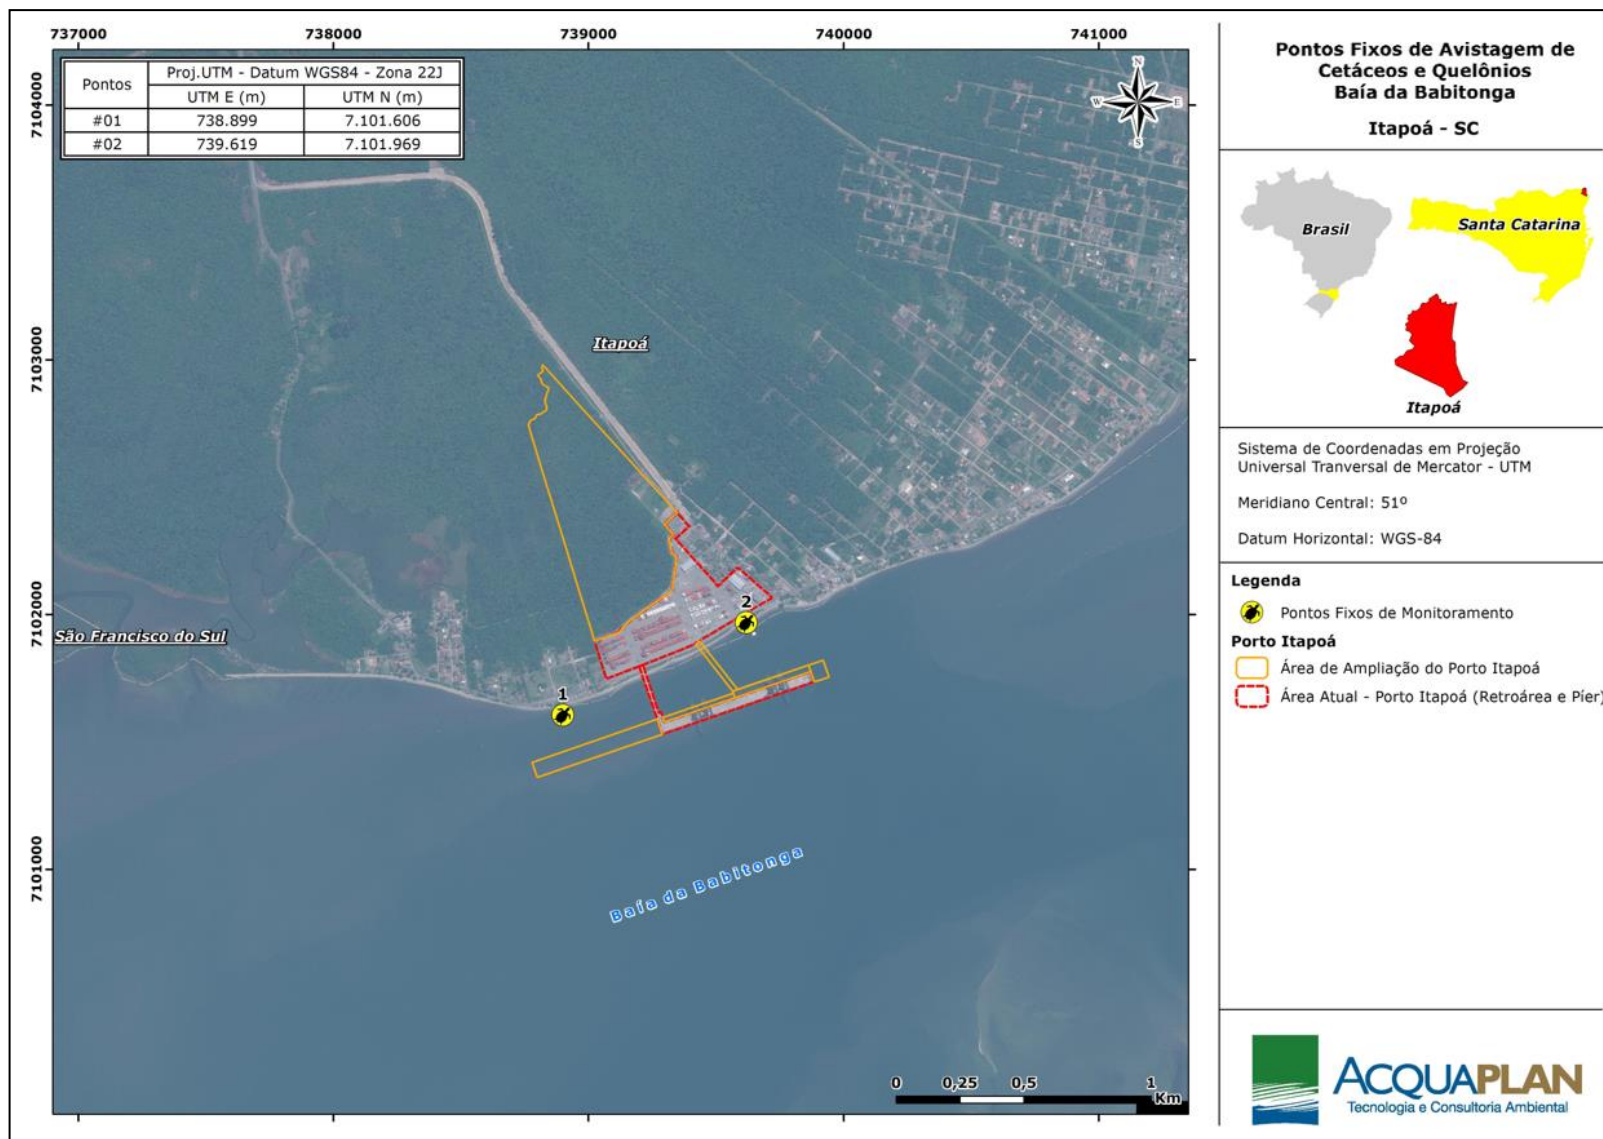 737000
738000
739000
740000
741000
7104000
7103000
7102000
7101000
Pontos
Proj.UTM - Datum WGS84 - Zona 22J
UTM E (m)
UTM N (m)
#01
738.899
7.101.606
#02
739.619
7.101.969
N
W
E
S
Itapoá
São Francisco do Sul
2
1
Baía da Babitonga
0
0,25
0,5
1
Km
Pontos Fixos de Avistagem de
Cetáceos e Quelônios
Baía da Babitonga
Itapoá - SC
Brasil
Santa Catarina
Itapoá
Sistema de Coordenadas em Projeção
Universal Tranversal de Mercator - UTM
Meridiano Central: 51º
Datum Horizontal: WGS-84
Legenda
Pontos Fixos de Monitoramento
Porto Itapoá
Área de Ampliação do Porto Itapoá
Área Atual - Porto Itapoá (Retroárea e Píer)
ACQUAPLAN
Tecnologia e Consultoria Ambiental